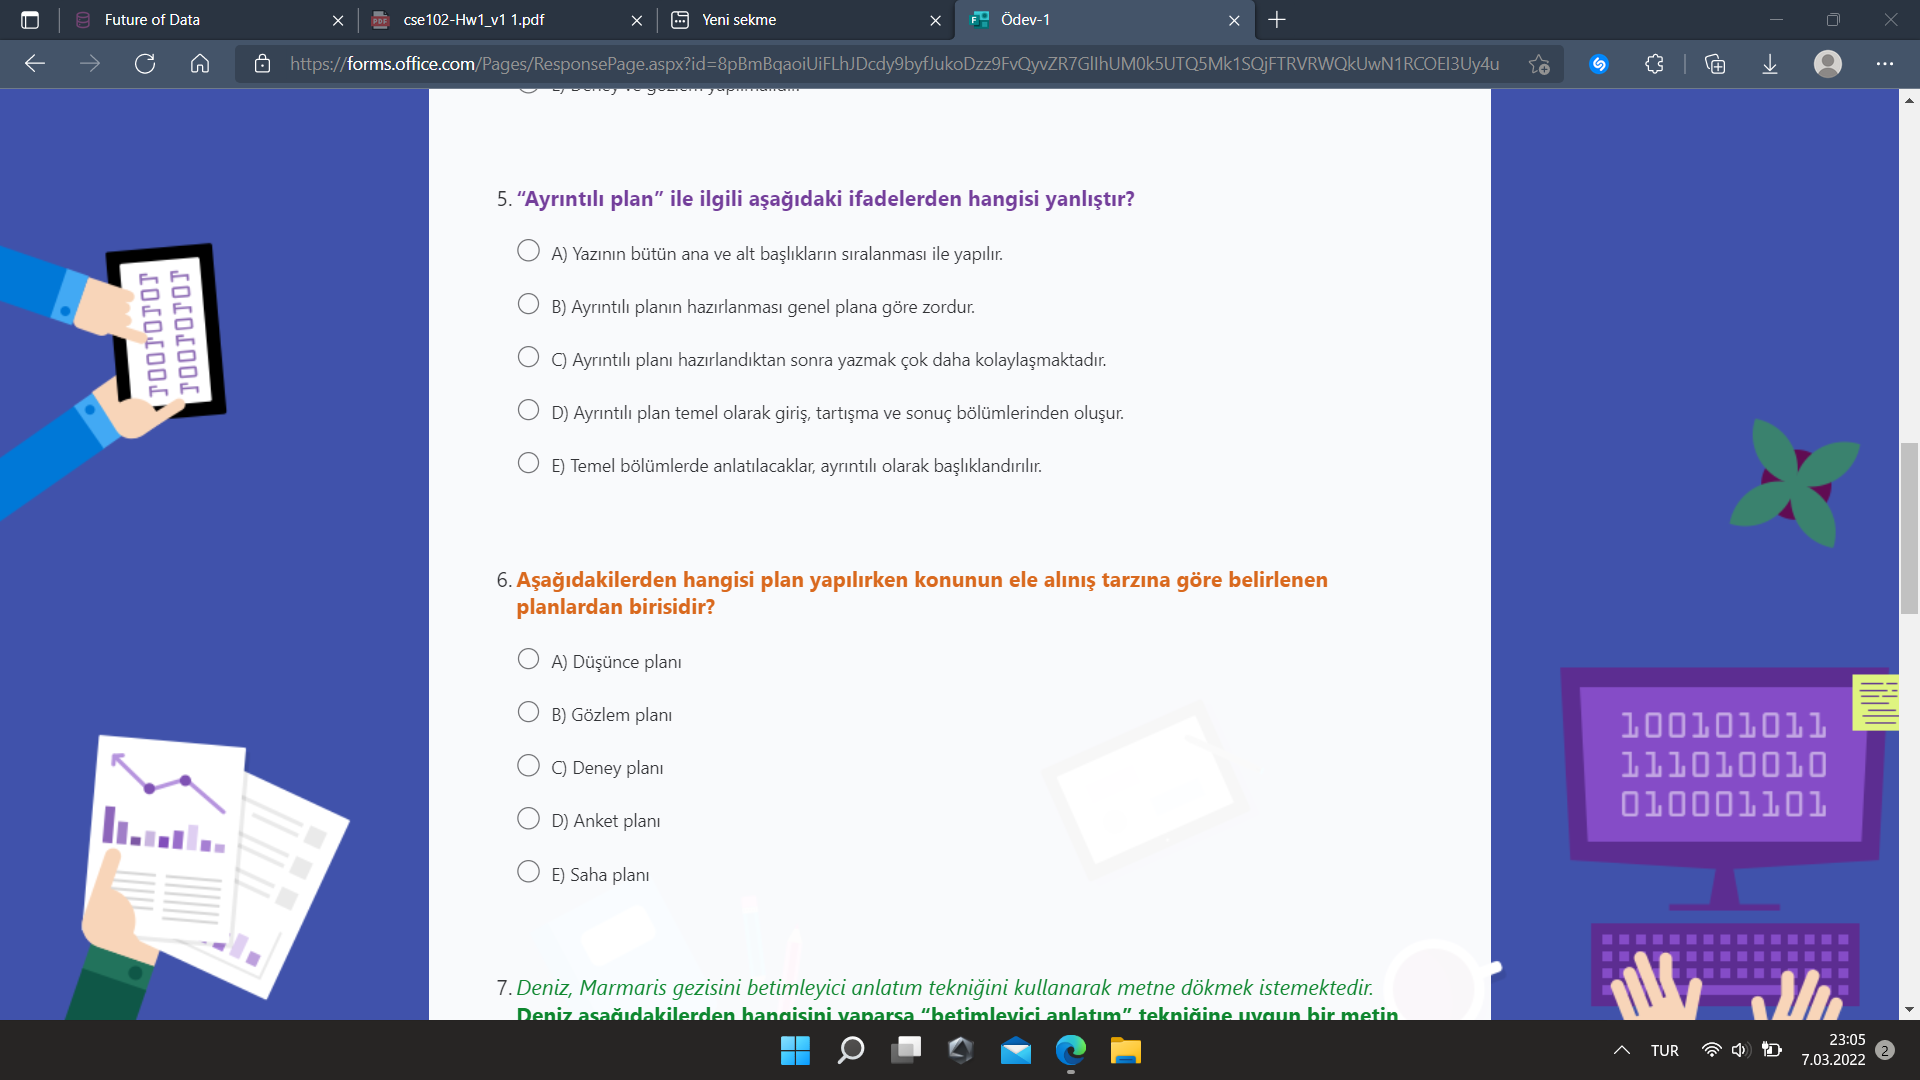 Future of Data
cse102-Hw1_v1 1.pdf
Yeni sekme
Ödev-1
https://forms.office.com/Pages/ResponsePage.aspx?id=8pBmBqaoiUiFLhJDcdy9byfJukoDzz9FvQyvZR7GlIhUM0k5UTQ5Mk1SQjFTRVRWQkUwN1RCOEI3Uy4u
E) Deney ve gözlem yapılmalıdır.
5. “Ayrıntılı plan” ile ilgili aşağıdaki ifadelerden hangisi yanlıştır?
A) Yazının bütün ana ve alt başlıkların sıralanması ile yapılır.
B) Ayrıntılı planın hazırlanması genel plana göre zordur.
C) Ayrıntılı planı hazırlandıktan sonra yazmak çok daha kolaylaşmaktadır.
D) Ayrıntılı plan temel olarak giriş, tartışma ve sonuç bölümlerinden oluşur.
E) Temel bölümlerde anlatılacaklar, ayrıntılı olarak başlıklandırılır.
6. Aşağıdakilerden hangisi plan yapılırken konunun ele alınış tarzına göre belirlenen
planlardan birisidir?
A) Düşünce planı
B) Gözlem planı
C) Deney planı
D) Anket planı
E) Saha planı
7. Deniz, Marmaris gezisini betimleyici anlatım tekniğini kullanarak metne dökmek istemektedir.
Deniz aşağıdakilerden hangisini yaparsa “betimleyici anlatım” tekniğine uygun bir metin
100101011
111010010
010001101
TUR
23:05
7.03.2022
2